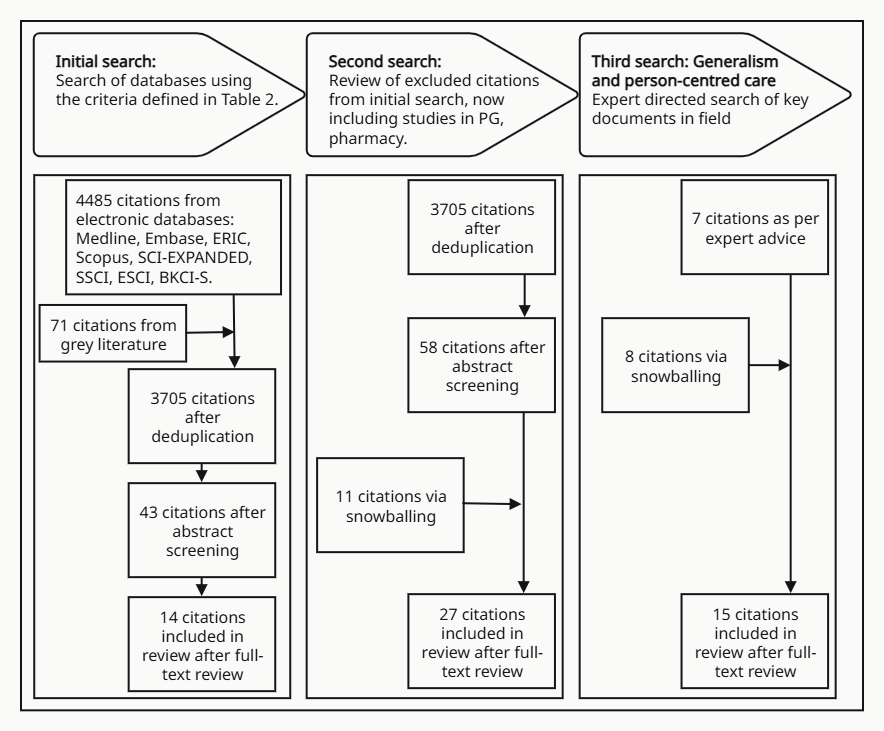 Initial search:
Search of databases using
the criteria defined in Table 2.
Second search:
Review of excluded citations
from initial search, now
including studies in PG,
pharmacy.
Third search: Generalism
and person-centred care
Expert directed search of key
documents in field
4485 citations from
electronic databases:
Medline, Embase, ERIC,
Scopus, SCI-EXPANDED,
SSCI, ESCI, BKCI-S.
71 citations from
grey literature
3705 citations
after
deduplication
43 citations after
abstract
screening
14 citations
included in
review after full-
text review
3705 citations
after
deduplication
58 citations after
abstract
screening
11 citations via
snowballing
27 citations
included in
review after full-
text review
7 citations as per
expert advice
8 citations via
snowballing
15 citations
included in
review after full-
text review